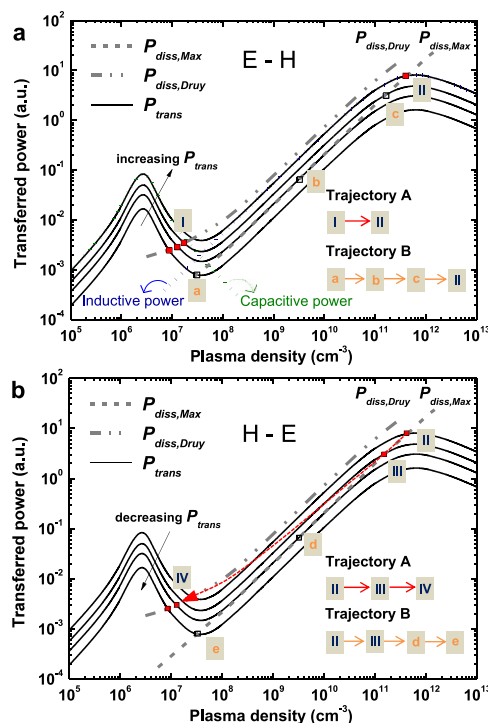 a
Transferred power (a.u.)
10^2
10^1
10^0
10^-1
10^-2
10^-3
10^-4
P_diss,Max
P_diss,Druy
P_trans
E - H
P_diss,Druy
P_diss,Max
II
c
increasing P_trans
I
b
Trajectory A
I → II
Trajectory B
a → b → c → II
a
Inductive power
Capacitive power
10^5 10^6 10^7 10^8 10^9 10^10 10^11 10^12 10^13
Plasma density (cm^-3)
b
Transferred power (a.u.)
10^2
10^1
10^0
10^-1
10^-2
10^-3
10^-4
P_diss,Max
P_diss,Druy
P_trans
H - E
P_diss,Druy
P_diss,Max
II
III
decreasing P_trans
IV
d
Trajectory A
II → III → IV
Trajectory B
II → III → d → e
e
10^5 10^6 10^7 10^8 10^9 10^10 10^11 10^12 10^13
Plasma density (cm^-3)